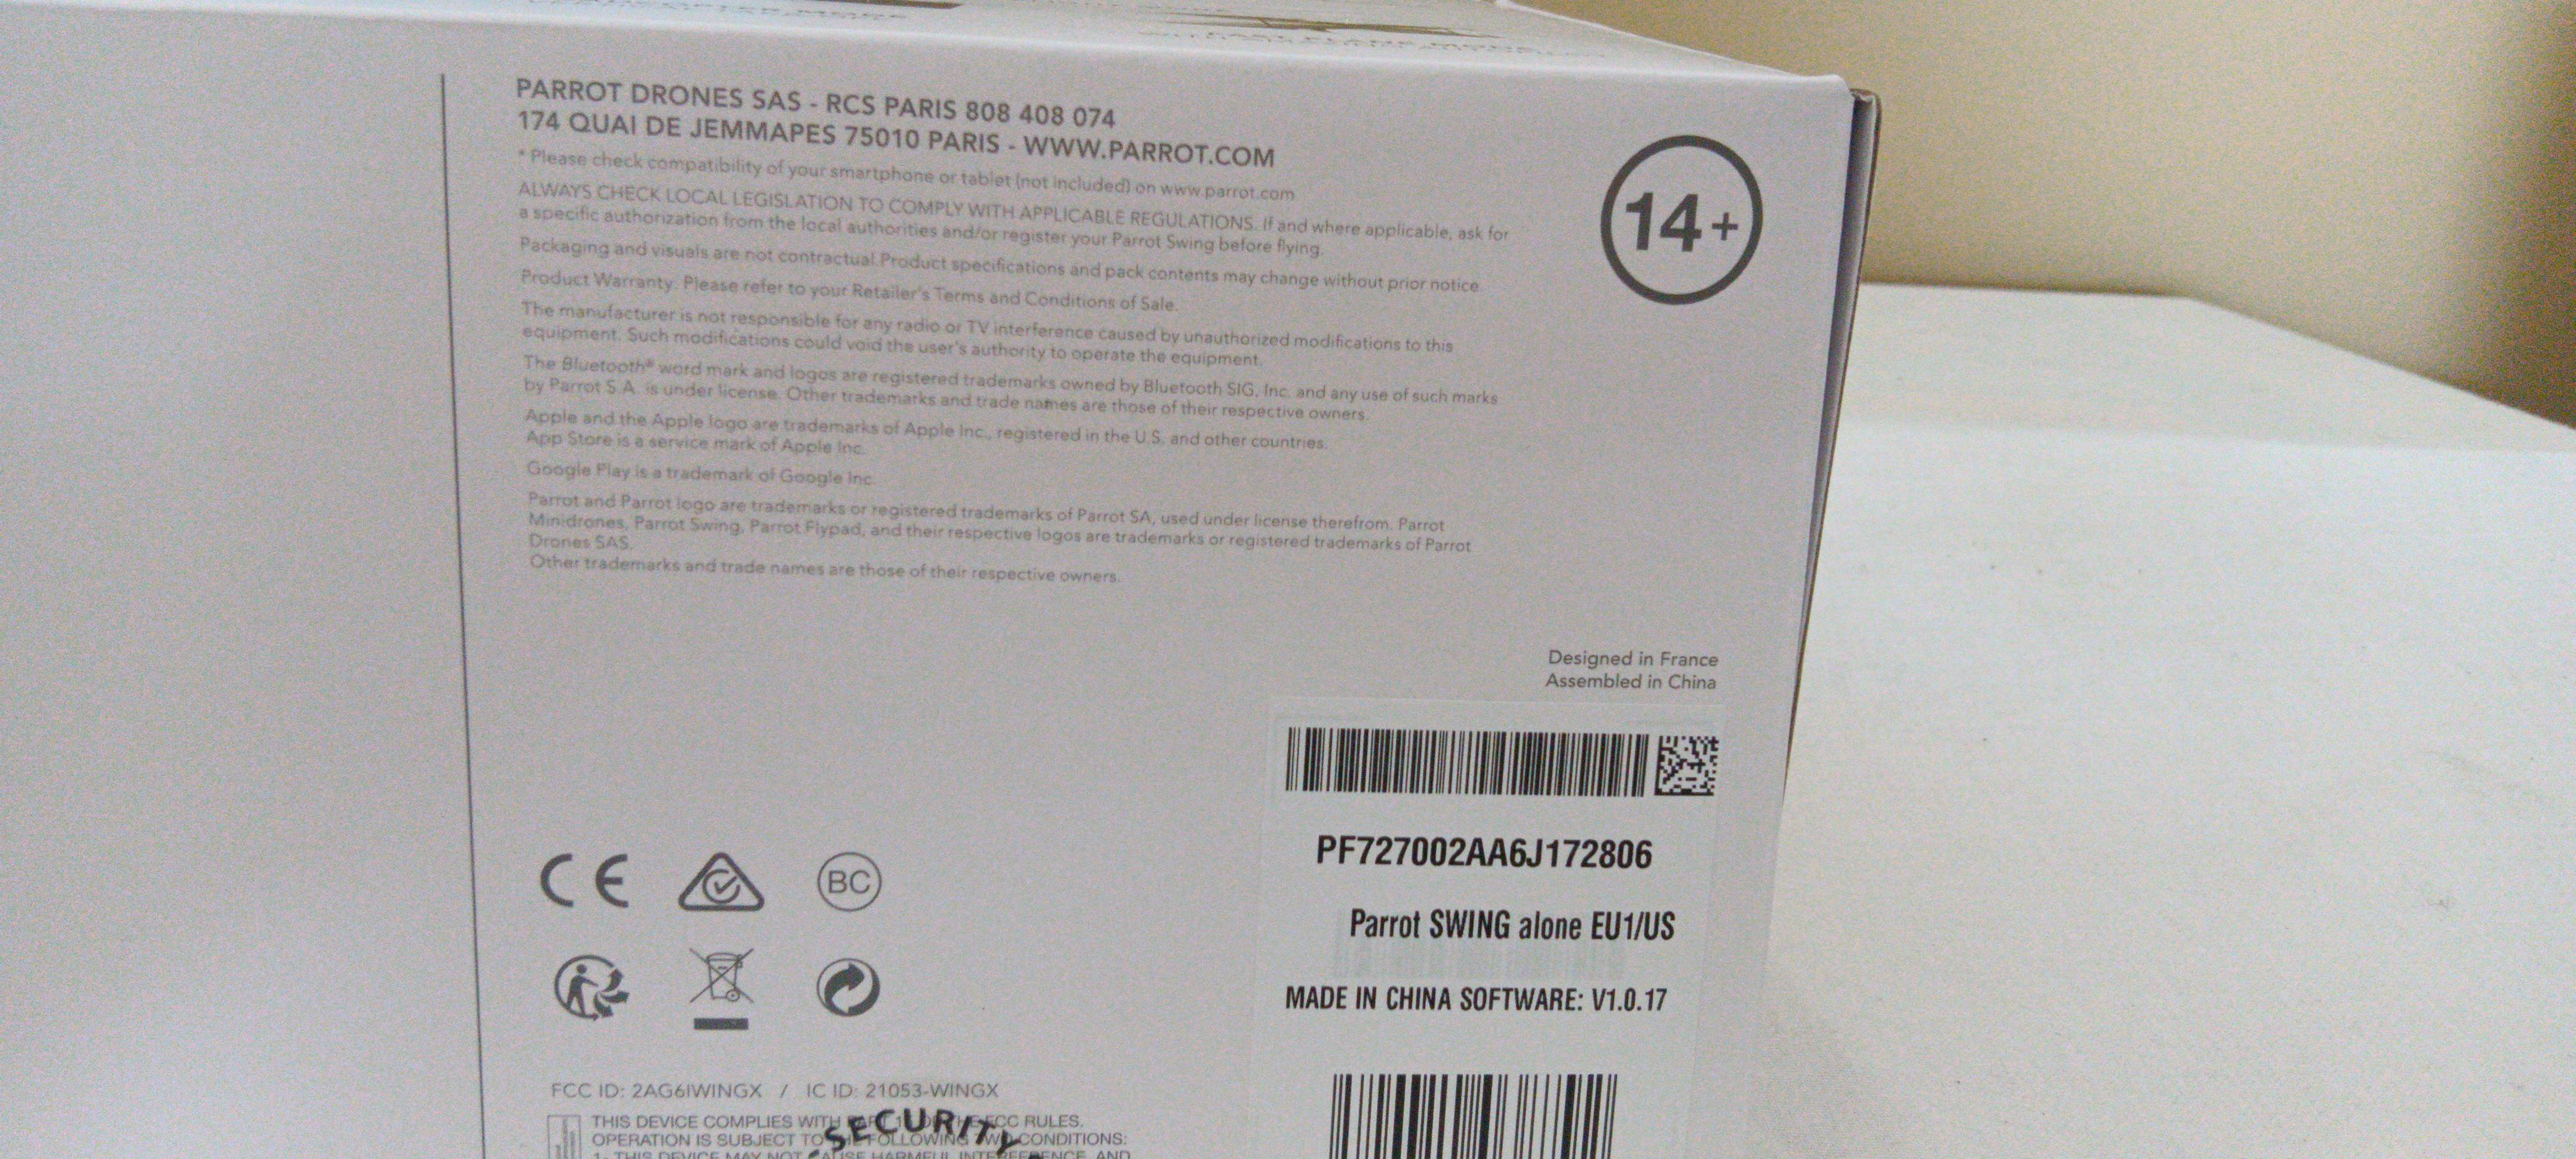 PARROT DRONES SAS - RCS PARIS 808 408 074
174 QUAI DE JEMMAPES 75010 PARIS - WWW.PARROT.COM
* Please check compatibility of your smartphone or tablet (not included) on www.parrot.com
ALWAYS CHECK LOCAL LEGISLATION TO COMPLY WITH APPLICABLE REGULATIONS. If and where applicable, ask for
a specific authorization from the local authorities and/or register your Parrot Swing before flying.
Packaging and visuals are not contractual.Product specifications and pack contents may change without prior notice.
Product Warranty. Please refer to your Retailer's Terms and Conditions of Sale.
The manufacturer is not responsible for any radio or TV interference caused by unauthorized modifications to this
equipment. Such modifications could void the user's authority to operate the equipment.
The Bluetooth® word mark and logos are registered trademarks owned by Bluetooth SIG, Inc. and any use of such marks
by Parrot S.A. is under license. Other trademarks and trade names are those of their respective owners.
Apple and the Apple logo are trademarks of Apple Inc., registered in the U.S. and other countries.
App Store is a service mark of Apple Inc.
Google Play is a trademark of Google Inc.
Parrot and Parrot logo are trademarks or registered trademarks of Parrot SA, used under license therefrom. Parrot
Minidrones, Parrot Swing, Parrot Flypad, and their respective logos are trademarks or registered trademarks of Parrot
Drones SAS.
Other trademarks and trade names are those of their respective owners.
14+
Designed in France
Assembled in China
PF727002AA6J172806
Parrot SWING alone EU1/US
MADE IN CHINA SOFTWARE: V1.0.17
CE
BC
FCC ID: 2AG6IWINGX / IC ID: 21053-WINGX
THIS DEVICE COMPLIES WITH FCC RULES.
OPERATION IS SUBJECT TO FOLLOWING TWO CONDITIONS:
1- THIS DEVICE MAY NOT CAUSE HARMFUL INTERFERENCE, AND
SECURITY